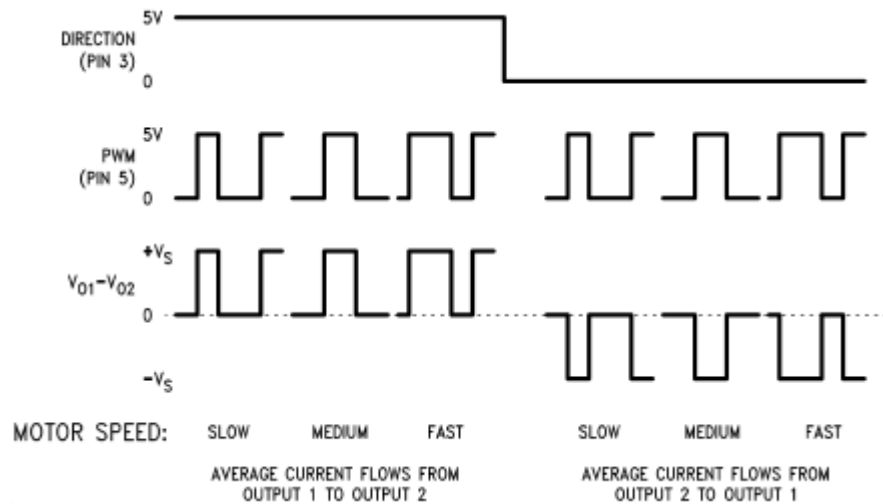 5V
DIRECTION
(PIN 3)
0
5V
PWM
(PIN 5)
0
+VS
VO1-VO2
0
-VS
MOTOR SPEED: SLOW MEDIUM FAST SLOW MEDIUM FAST
AVERAGE CURRENT FLOWS FROM
OUTPUT 1 TO OUTPUT 2
AVERAGE CURRENT FLOWS FROM
OUTPUT 2 TO OUTPUT 1